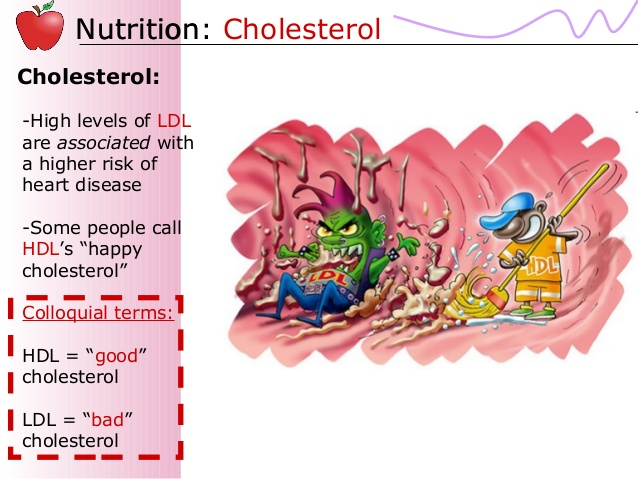 Nutrition: Cholesterol
Cholesterol:
-High levels of LDL
are associated with
a higher risk of
heart disease
-Some people call
HDL’s “happy
cholesterol”
Colloquial terms:
HDL = “good”
cholesterol
LDL = “bad”
cholesterol
LDL
HDL